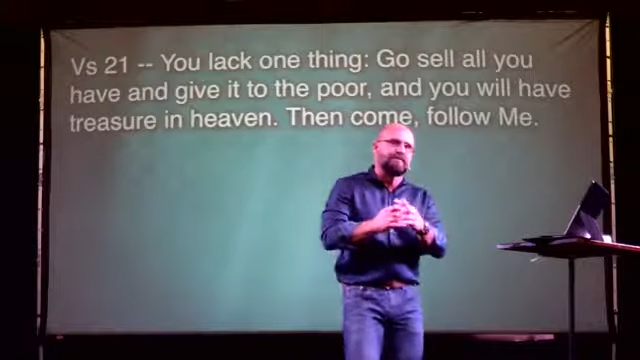 Vs 21 -- You lack one thing: Go sell all you
have and give it to the poor, and you will have
treasure in heaven. Then come, follow Me.